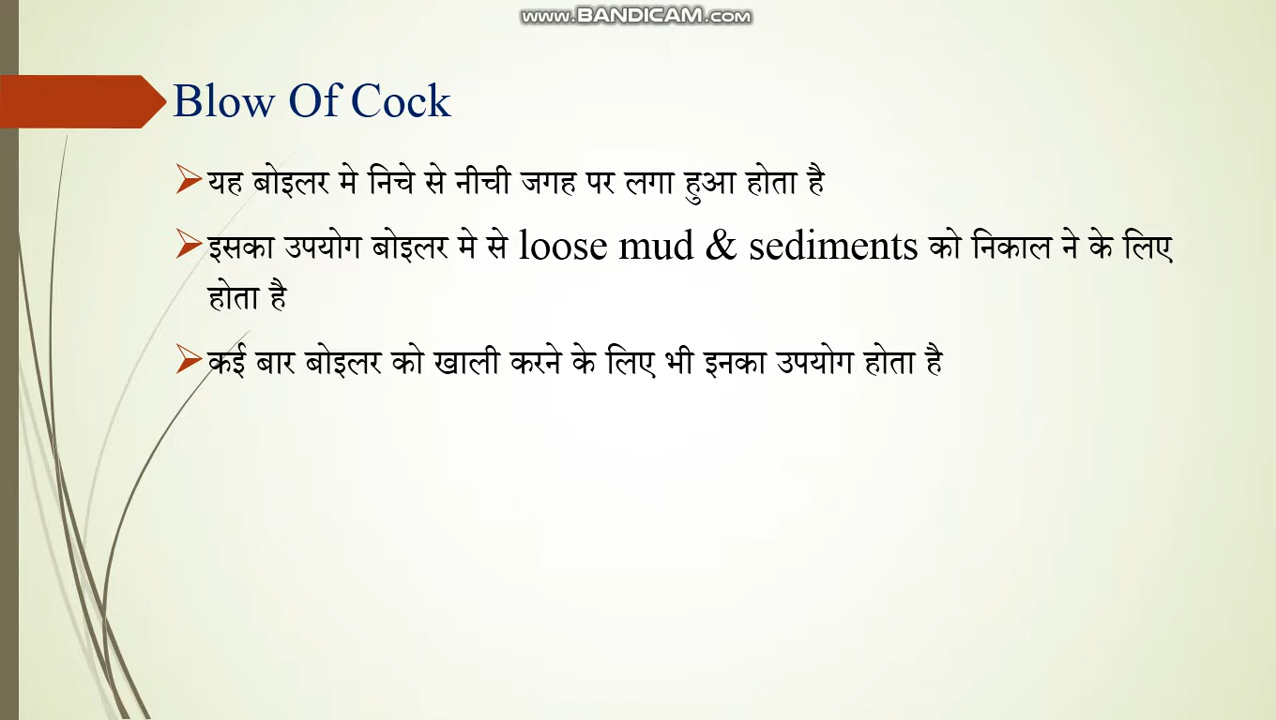 www.BANDICAM.com
Blow Of Cock
यह बोइलर मे निचे से नीची जगह पर लगा हुआ होता है
इसका उपयोग बोइलर मे से loose mud & sediments को निकाल ने के लिए
होता है
कई बार बोइलर को खाली करने के लिए भी इनका उपयोग होता है